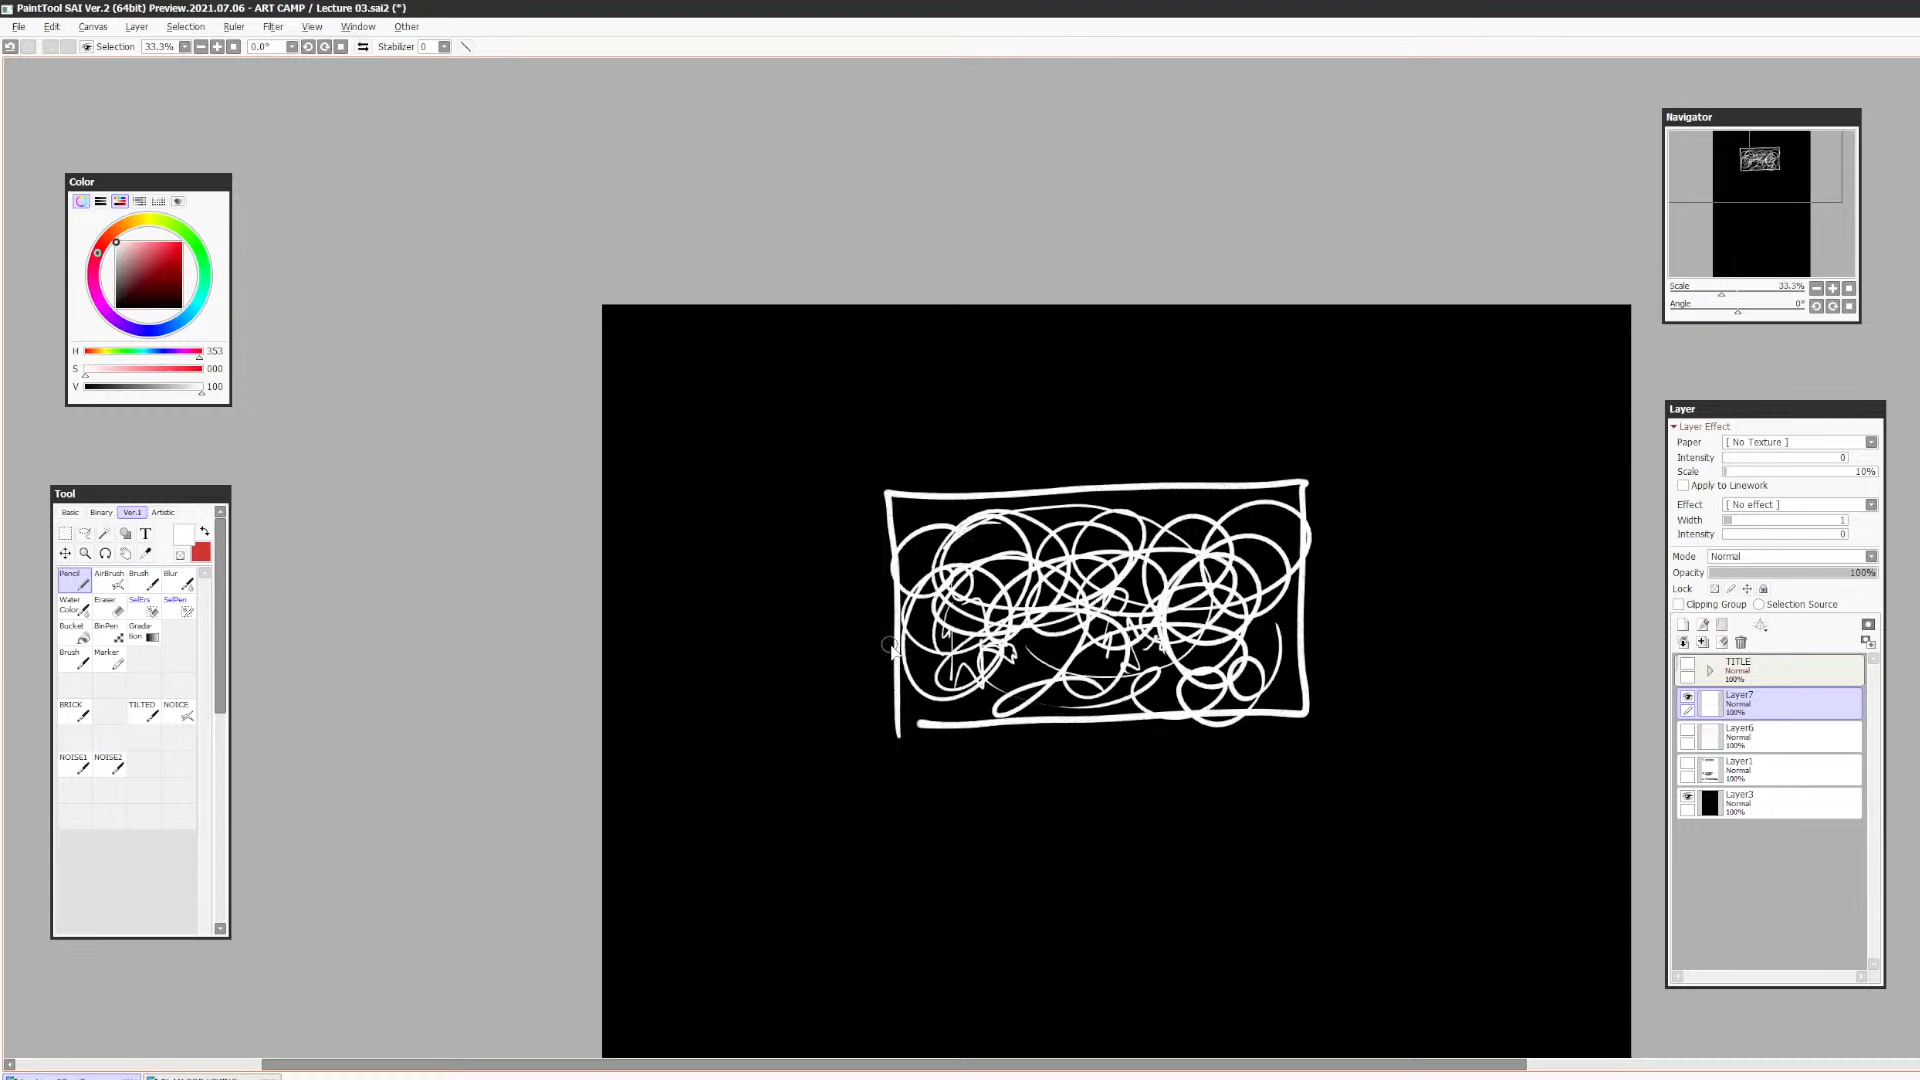 PaintTool SAI Ver.2 (64bit) Preview.2021.07.06 - ART CAMP / Lecture 03.sai2 (*)
File Edit Canvas Layer Selection Ruler Filter View Window Other
Selection 33.3% 0.0° Stabilizer 0
Navigator
Scale 33.3%
Angle 0°
Color
H 353
S 000
V 100
Tool
Basic Binary Ver.1 Artistic
T
Pencil AirBrush Brush Blur
Water Color Eraser SelErs SelPen
Bucket BinPen Grada-tion
Brush Marker
BRICK TILTED NOICE
NOISE1 NOISE2
Layer
Layer Effect
Paper [ No Texture ]
Intensity 0
Scale 10%
Apply to Linework
Effect [ No effect ]
Width 1
Intensity 0
Mode Normal
Opacity 100%
Lock
Clipping Group Selection Source
TITLE
Normal
100%
Layer7
Normal
100%
Layer6
Normal
100%
Layer1
Normal
100%
Layer3
Normal
100%